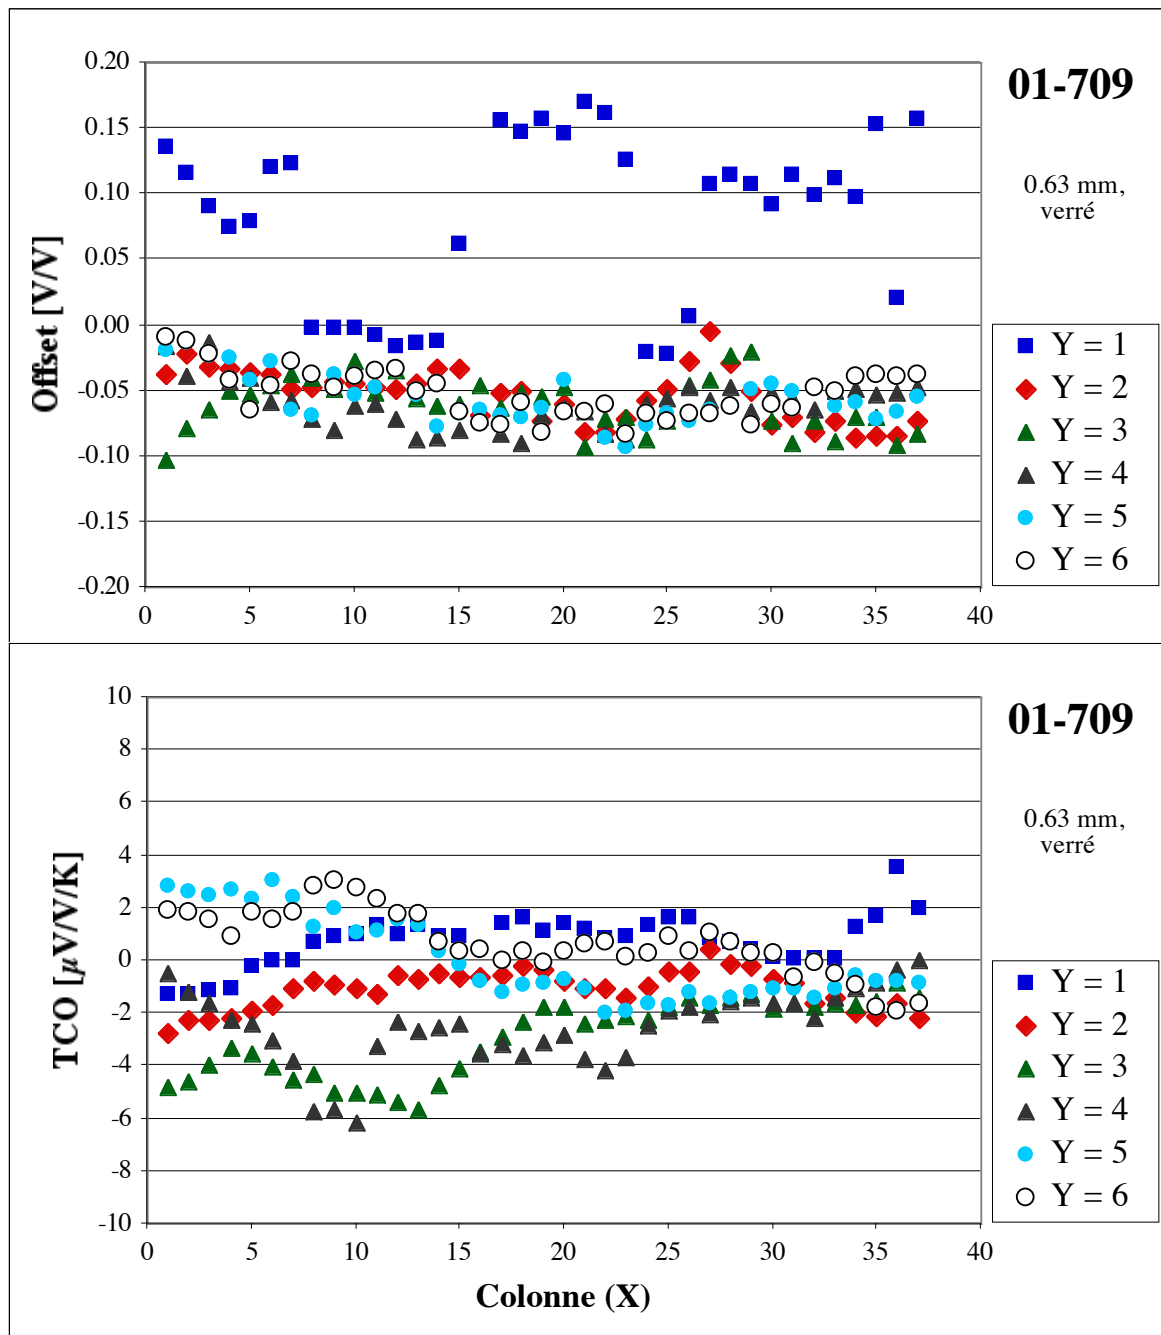 01-709
0.63 mm,
verré
Offset [V/V]
0.20
0.15
0.10
0.05
0.00
-0.05
-0.10
-0.15
-0.20
0 5 10 15 20 25 30 35 40
Y = 1
Y = 2
Y = 3
Y = 4
Y = 5
Y = 6
01-709
0.63 mm,
verré
TCO [µV/V/K]
10
8
6
4
2
0
-2
-4
-6
-8
-10
0 5 10 15 20 25 30 35 40
Colonne (X)
Y = 1
Y = 2
Y = 3
Y = 4
Y = 5
Y = 6